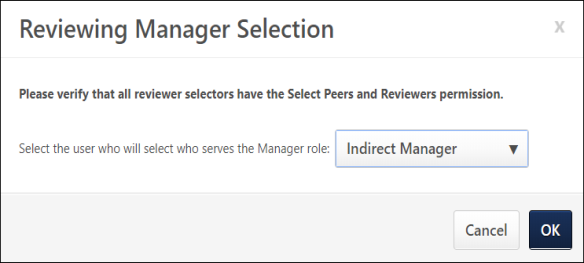 Reviewing Manager Selection
x
Please verify that all reviewer selectors have the Select Peers and Reviewers permission.
Select the user who will select who serves the Manager role: Indirect Manager
Cancel OK